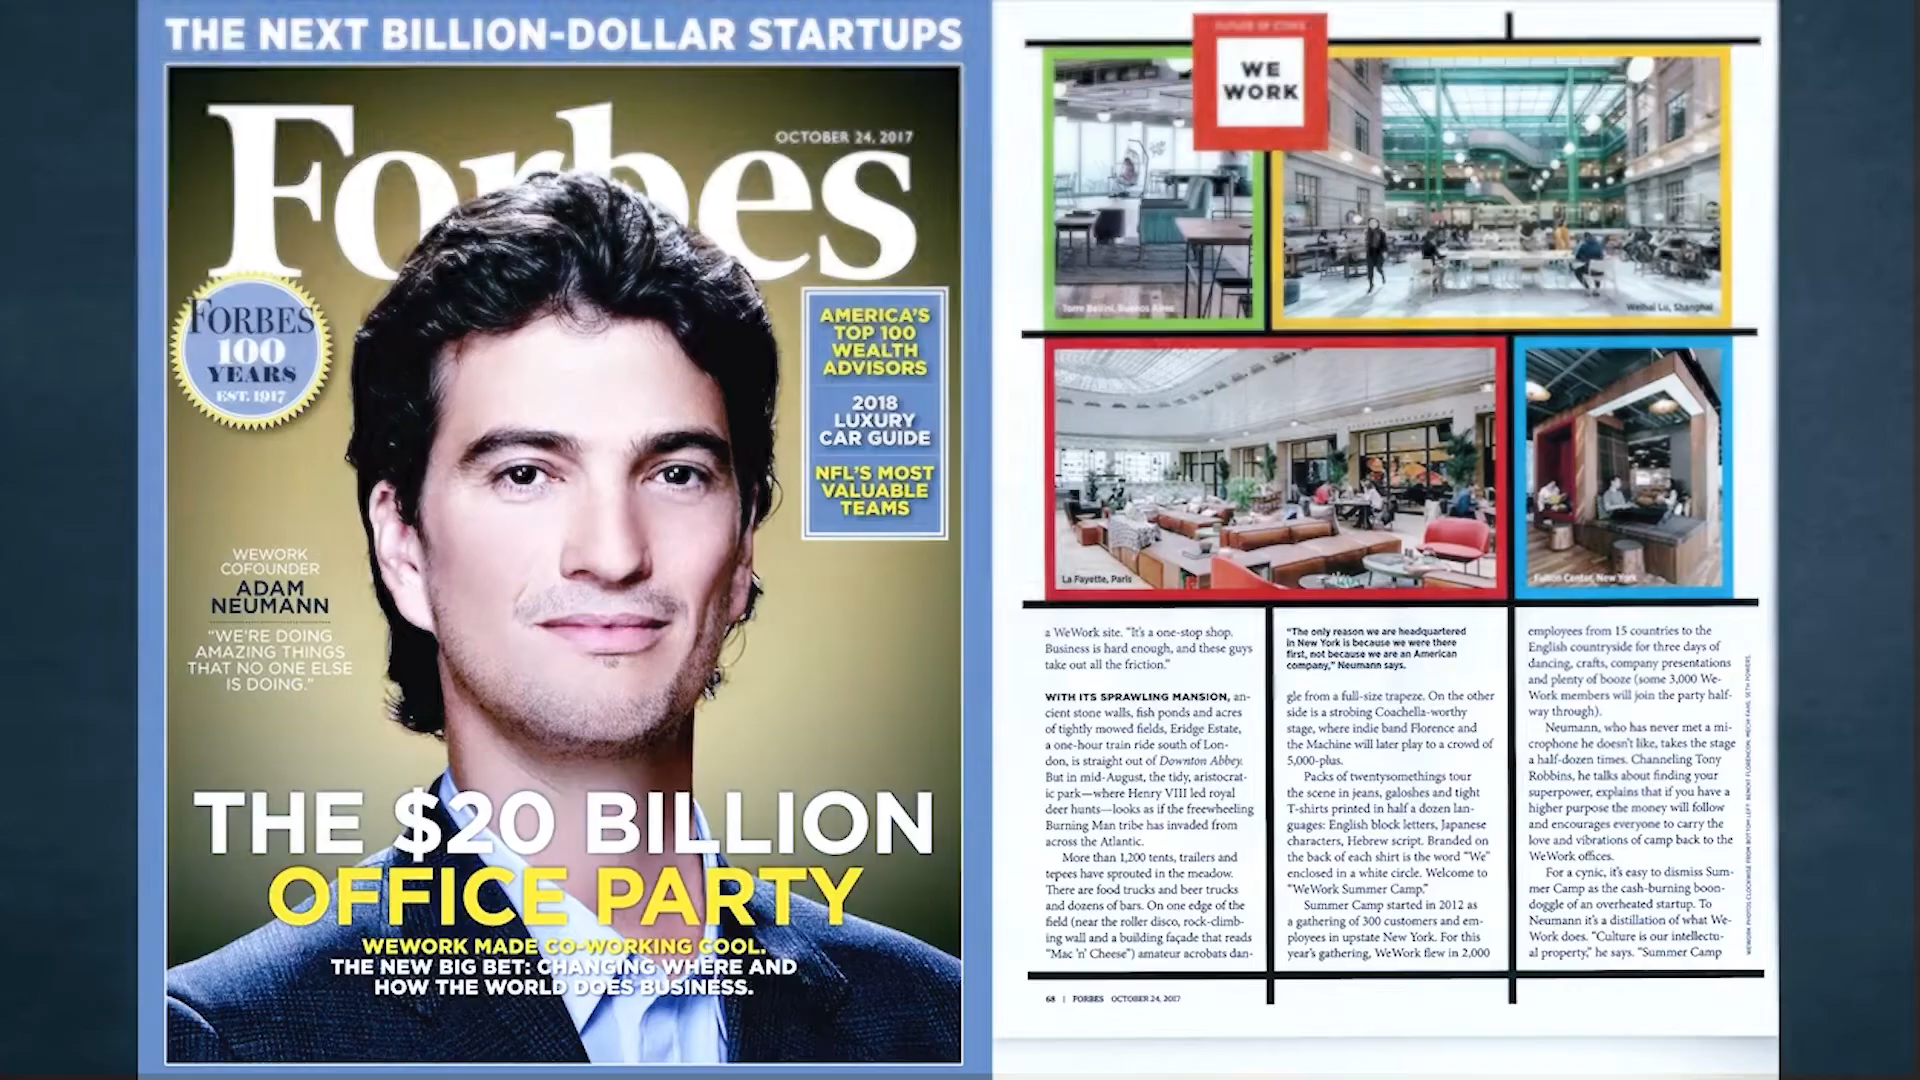 THE NEXT BILLION-DOLLAR STARTUPS
OCTOBER 24, 2017
Forbes
FORBES
100
YEARS
EST. 1917
AMERICA'S
TOP 100
WEALTH
ADVISORS
2018
LUXURY
CAR GUIDE
NFL'S MOST
VALUABLE
TEAMS
WEWORK
COFOUNDER
ADAM
NEUMANN
"WE'RE DOING
AMAZING THINGS
THAT NO ONE ELSE
IS DOING."
THE $20 BILLION
OFFICE PARTY
WEWORK MADE CO-WORKING COOL.
THE NEW BIG BET: CHANGING WHERE AND
HOW THE WORLD DOES BUSINESS.
WE
WORK
Torre Bellini, Buenos Aires
Weihai Lu, Shanghai
La Fayette, Paris
Fulton Center, New York
a WeWork site. "It's a one-stop shop.
Business is hard enough, and these guys
take out all the friction."
WITH ITS SPRAWLING MANSION, an-
cient stone walls, fish ponds and acres
of tightly mowed fields, Eridge Estate,
a one-hour train ride south of Lon-
don, is straight out of Downton Abbey.
But in mid-August, the tidy, aristocrat-
ic park—where Henry VIII led royal
deer hunts—looks as if the freewheeling
Burning Man tribe has invaded from
across the Atlantic.
More than 1,200 tents, trailers and
tepees have sprouted in the meadow.
There are food trucks and beer trucks
and dozens of bars. On one edge of the
field (near the roller disco, rock-climb-
ing wall and a building façade that reads
"Mac 'n' Cheese") amateur acrobats dan-
"The only reason we are headquartered
in New York is because we were there
first, not because we are an American
company," Neumann says.
gle from a full-size trapeze. On the other
side is a strobing Coachella-worthy
stage, where indie band Florence and
the Machine will later play to a crowd of
5,000-plus.
Packs of twentysomethings tour
the scene in jeans, galoshes and tight
T-shirts printed in half a dozen lan-
guages: English block letters, Japanese
characters, Hebrew script. Branded on
the back of each shirt is the word "We"
enclosed in a white circle. Welcome to
"WeWork Summer Camp."
Summer Camp started in 2012 as
a gathering of 300 customers and em-
ployees in upstate New York. For this
year's gathering, WeWork flew in 2,000
employees from 15 countries to the
English countryside for three days of
dancing, crafts, company presentations
and plenty of booze (some 3,000 We-
Work members will join the party half-
way through).
Neumann, who has never met a mi-
crophone he doesn't like, takes the stage
a half-dozen times. Channeling Tony
Robbins, he talks about finding your
superpower, explains that if you have a
higher purpose the money will follow
and encourages everyone to carry the
love and vibrations of camp back to the
WeWork offices.
For a cynic, it's easy to dismiss Sum-
mer Camp as the cash-burning boon-
doggle of an overheated startup. To
Neumann it's a distillation of what We-
Work does. "Culture is our intellectu-
al property," he says. "Summer Camp
68 | FORBES OCTOBER 24, 2017